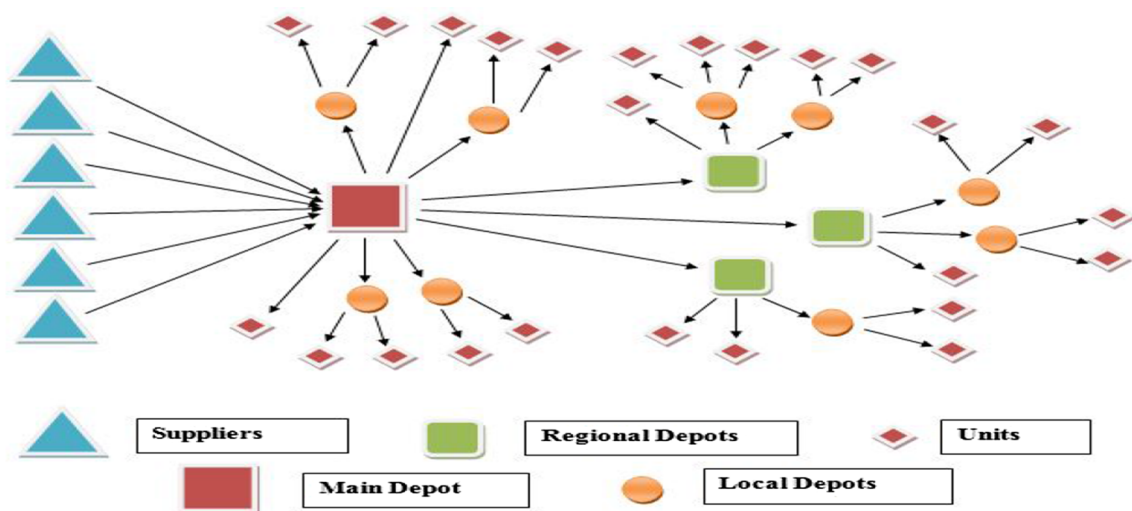 Suppliers
Regional Depots
Units
Main Depot
Local Depots